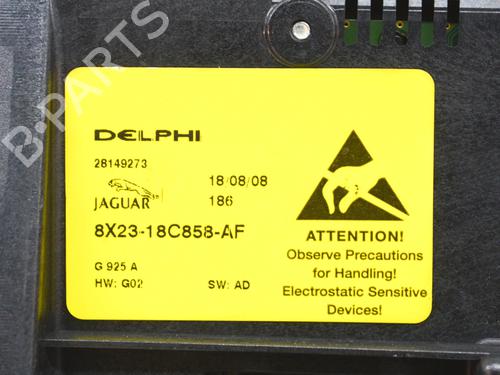 B-PARTS
DELPHI
28149273
18/08/08
JAGUAR
186
8X23-18C858-AF
G 925 A
HW: G02
SW: AD
ATTENTION!
Observe Precautions
for Handling!
Electrostatic Sensitive
Devices!